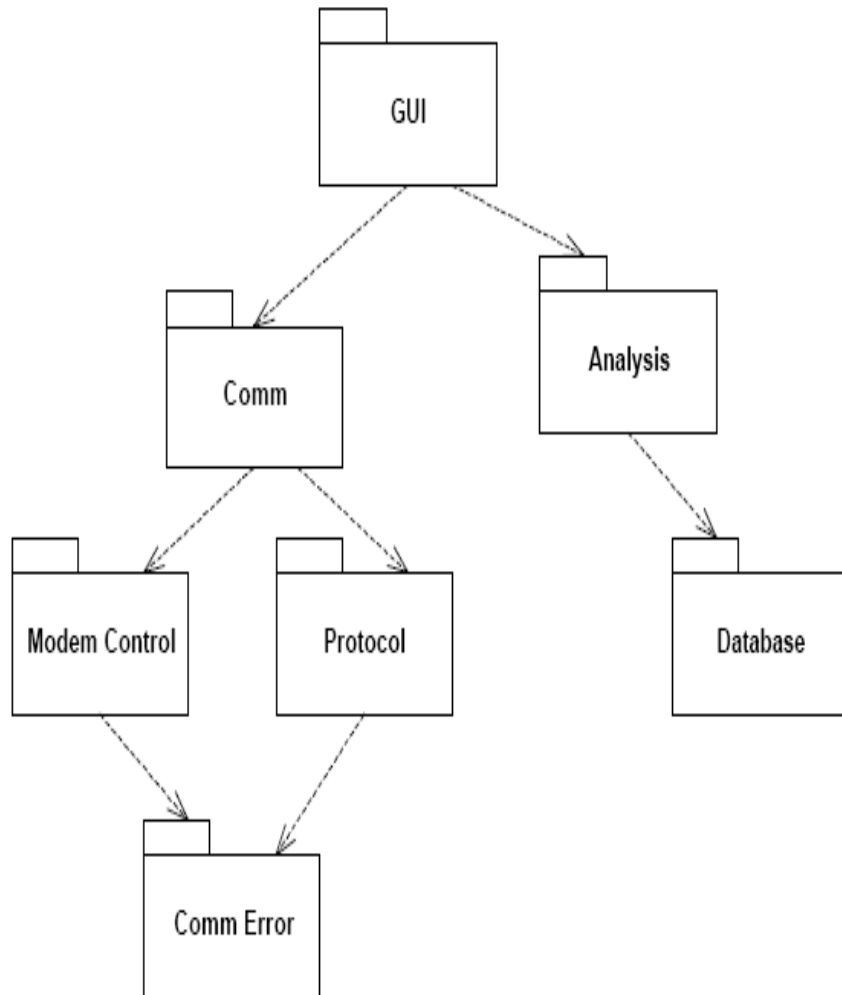 GUI
Analysis
Comm
Modem Control
Protocol
Database
Comm Error